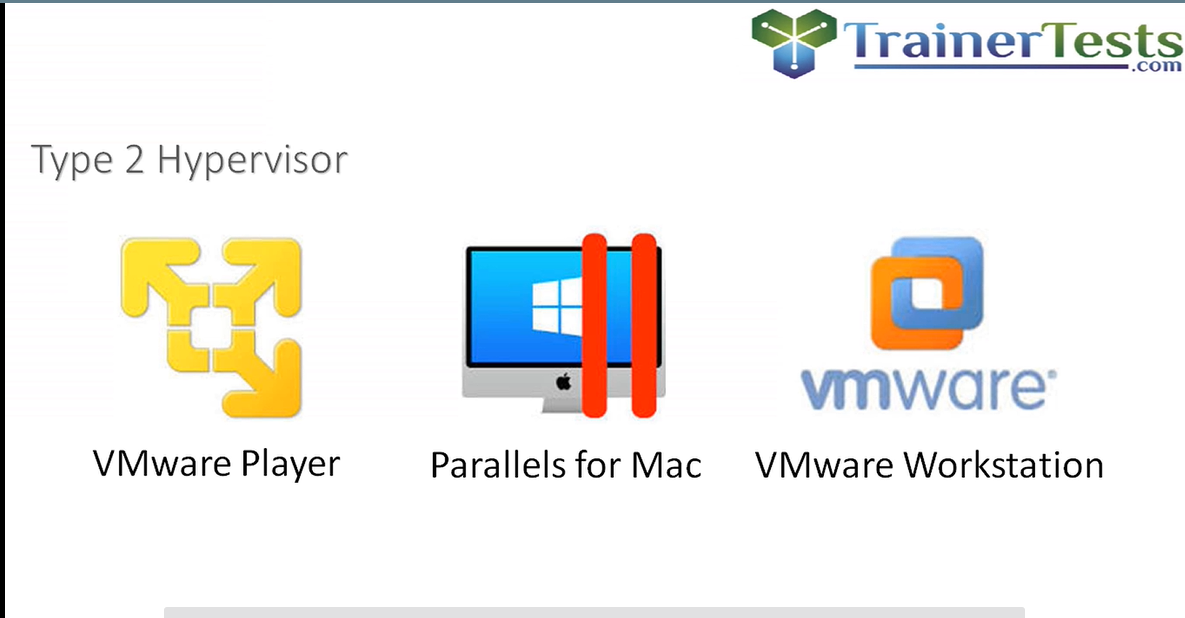 TrainerTests
.com
Type 2 Hypervisor
vmware®
VMware Player
Parallels for Mac
VMware Workstation